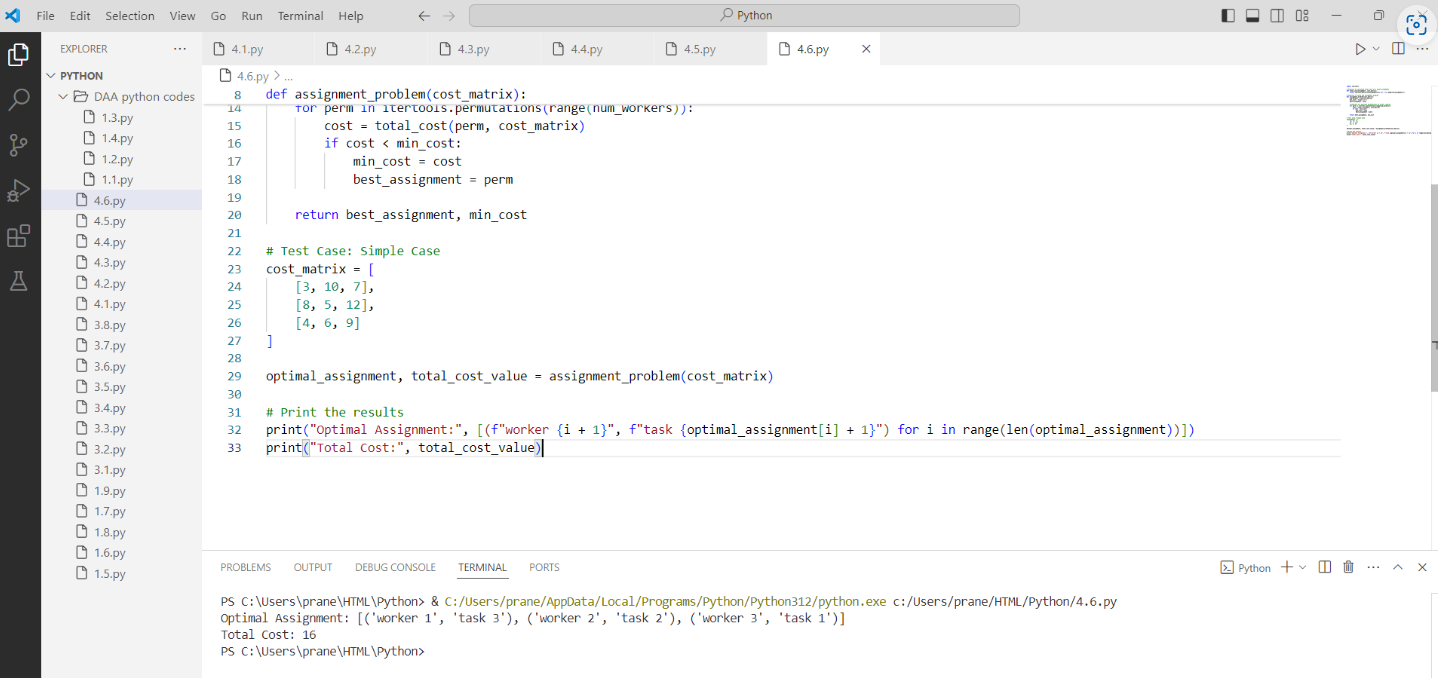 File Edit Selection View Go Run Terminal Help
Python
EXPLORER
PYTHON
DAA python codes
1.3.py
1.4.py
1.2.py
1.1.py
4.6.py
4.5.py
4.4.py
4.3.py
4.2.py
4.1.py
3.8.py
3.7.py
3.6.py
3.5.py
3.4.py
3.3.py
3.2.py
3.1.py
1.9.py
1.7.py
1.8.py
1.6.py
1.5.py
4.1.py 4.2.py 4.3.py 4.4.py 4.5.py 4.6.py
4.6.py > ...
8 def assignment_problem(cost_matrix):
14 for perm in itertools.permutations(range(num_workers)):
15 cost = total_cost(perm, cost_matrix)
16 if cost < min_cost:
17 min_cost = cost
18 best_assignment = perm
19
20 return best_assignment, min_cost
21
22 # Test Case: Simple Case
23 cost_matrix = [
24 [3, 10, 7],
25 [8, 5, 12],
26 [4, 6, 9]
27 ]
28
29 optimal_assignment, total_cost_value = assignment_problem(cost_matrix)
30
31 # Print the results
32 print("Optimal Assignment:", [(f"worker {i + 1}", f"task {optimal_assignment[i] + 1}") for i in range(len(optimal_assignment))])
33 print("Total Cost:", total_cost_value)
PROBLEMS OUTPUT DEBUG CONSOLE TERMINAL PORTS
Python
PS C:\Users\prane\HTML\Python> & C:/Users/prane/AppData/Local/Programs/Python/Python312/python.exe c:/Users/prane/HTML/Python/4.6.py
Optimal Assignment: [('worker 1', 'task 3'), ('worker 2', 'task 2'), ('worker 3', 'task 1')]
Total Cost: 16
PS C:\Users\prane\HTML\Python>